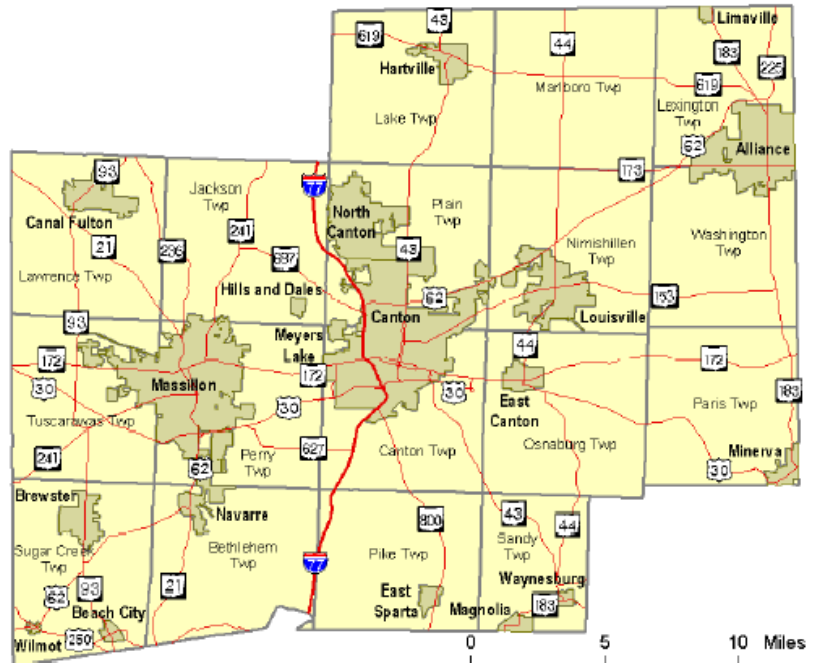 43
Limaville
619
Hartville
44
183
225
Marlboro Twp
619
Lexington
Twp
Lake Twp
62
Alliance
93
Jackson
Twp
77
173
North
Canton
Plain
Twp
Canal Fulton
241
21
236
43
Nimishillen
Twp
Washington
Twp
687
Lawrence Twp
Hills and Dales
62
153
Canton
Louisville
93
Meyers
Lake
44
172
172
172
Massillon
30
30
30
183
East
Canton
Paris Twp
Tuscarawas Twp
Osnaburg Twp
241
Perry
Twp
627
Canton Twp
Minerva
62
30
Brewster
Navarre
800
43
44
Sugar Creek
Twp
Bethlehem
Twp
Pike Twp
Sandy
Twp
77
Waynesburg
62
93
21
East
Sparta
Magnolia
183
Beach City
Wilmot
250
0 5 10 Miles